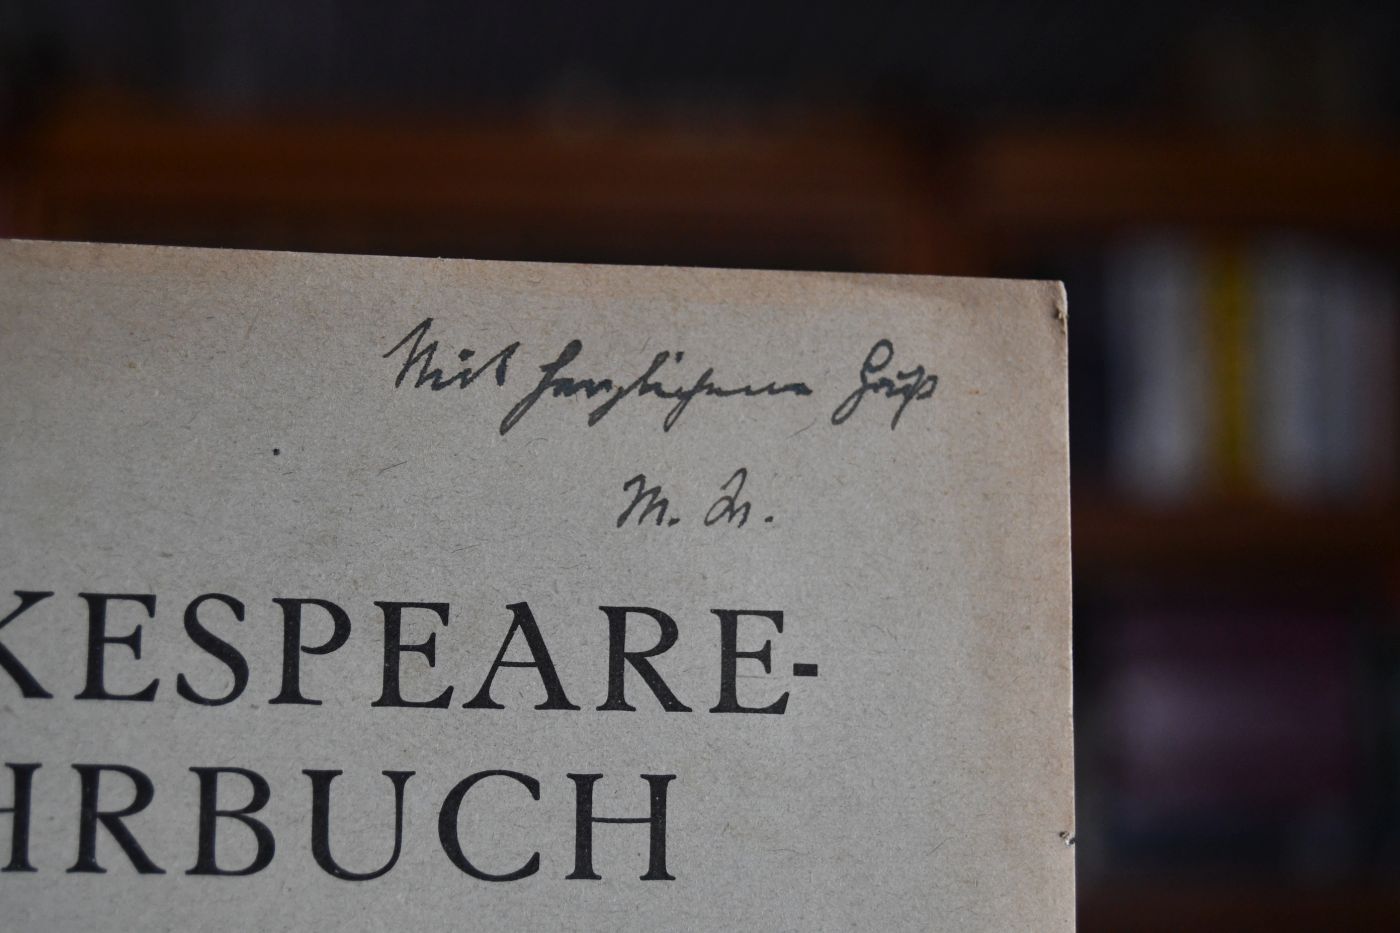 Mit herzlichem Gruß
M. W.
KESPEARE-
HRBUCH